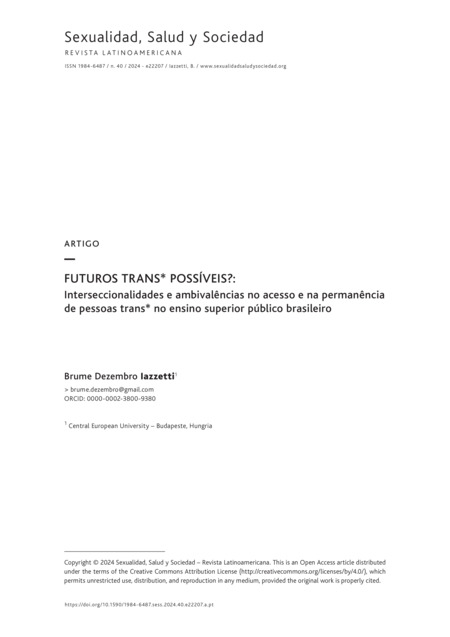 Sexualidad, Salud y Sociedad
REVISTA LATINOAMERICANA
ISSN 1984-6487 / n. 40 / 2024 - e22207 / Iazzetti, B. / www.sexualidadsaludysociedad.org
ARTIGO
FUTUROS TRANS* POSSÍVEIS?:
Interseccionalidades e ambivalências no acesso e na permanência
de pessoas trans* no ensino superior público brasileiro
Brume Dezembro Iazzetti¹
> brume.dezembro@gmail.com
ORCID: 0000-0002-3800-9380
¹ Central European University – Budapeste, Hungria
Copyright © 2024 Sexualidad, Salud y Sociedad – Revista Latinoamericana. This is an Open Access article distributed
under the terms of the Creative Commons Attribution License (http://creativecommons.org/licenses/by/4.0/), which
permits unrestricted use, distribution, and reproduction in any medium, provided the original work is properly cited.
https://doi.org/10.1590/1984-6487.sess.2024.40.e22207.a.pt